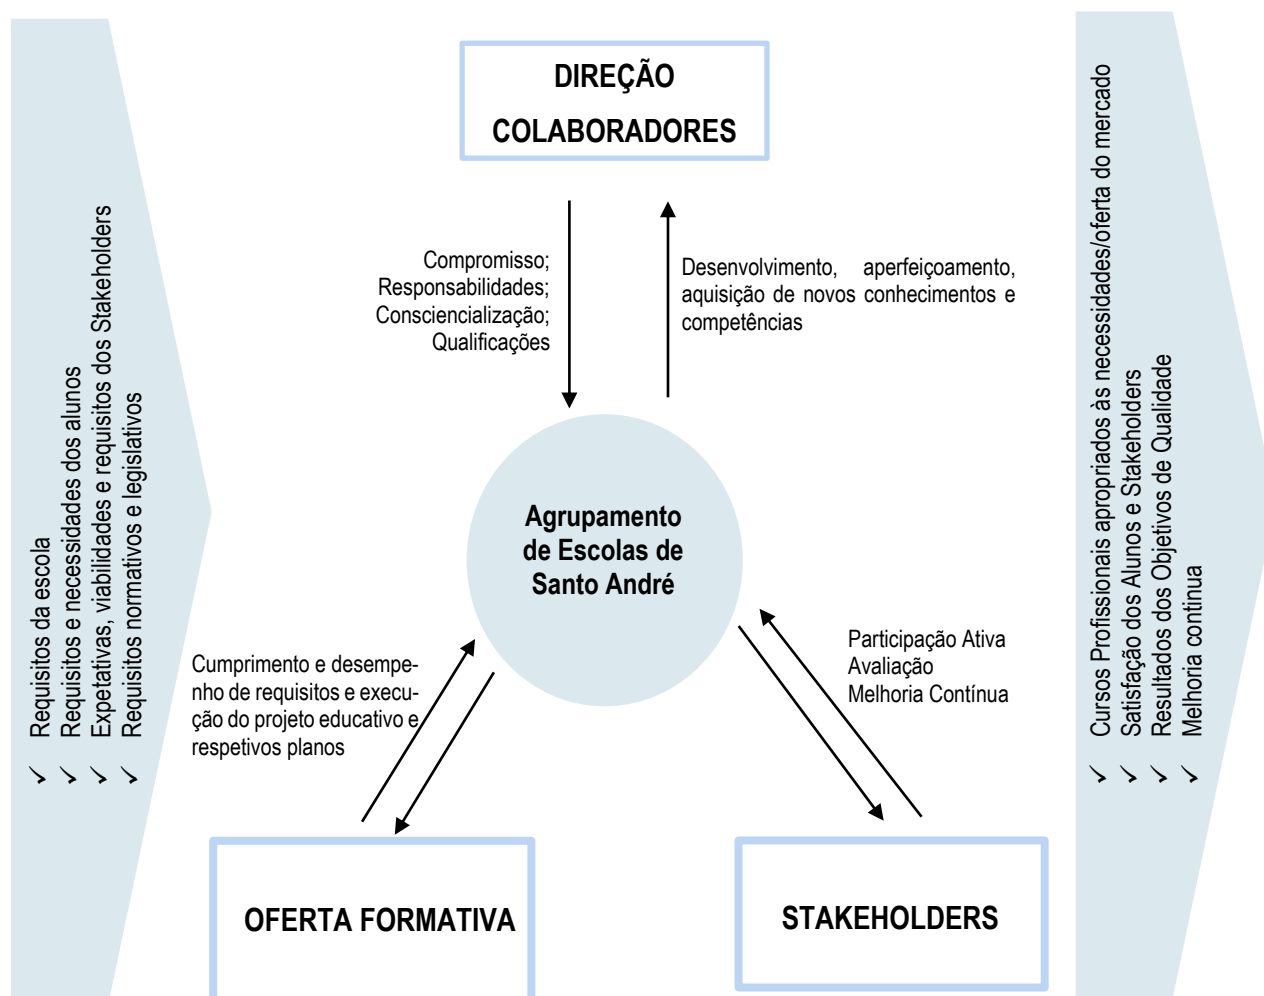 ✓ Requisitos da escola
✓ Requisitos e necessidades dos alunos
✓ Expetativas, viabilidades e requisitos dos Stakeholders
✓ Requisitos normativos e legislativos
DIREÇÃO
COLABORADORES
Compromisso;
Responsabilidades;
Consciencialização;
Qualificações
Desenvolvimento, aperfeiçoamento,
aquisição de novos conhecimentos e
competências
Agrupamento
de Escolas de
Santo André
Cumprimento e desempe-
nho de requisitos e execu-
ção do projeto educativo e
respetivos planos
Participação Ativa
Avaliação
Melhoria Contínua
OFERTA FORMATIVA
STAKEHOLDERS
✓ Cursos Profissionais apropriados às necessidades/oferta do mercado
✓ Satisfação dos Alunos e Stakeholders
✓ Resultados dos Objetivos de Qualidade
✓ Melhoria continua